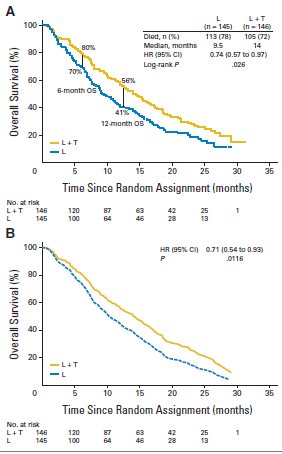 A
L L + T
(n = 145) (n = 146)
Died, n (%) 113 (78) 105 (72)
Median, months 9.5 14
HR (95% CI) 0.74 (0.57 to 0.97)
Log-rank P .026
Overall Survival (%)
100
80
60
40
20
80%
70%
6-month OS
56%
41%
12-month OS
L + T
L
0 5 10 15 20 25 30 35
Time Since Random Assignment (months)
No. at risk
L + T 146 120 87 63 42 25 1
L 145 100 64 46 28 13
B
HR (95% CI) 0.71 (0.54 to 0.93)
P .0116
Overall Survival (%)
100
80
60
40
20
L + T
L
0 5 10 15 20 25 30 35
Time Since Random Assignment (months)
No. at risk
L + T 146 120 87 63 42 25 1
L 145 100 64 46 28 13